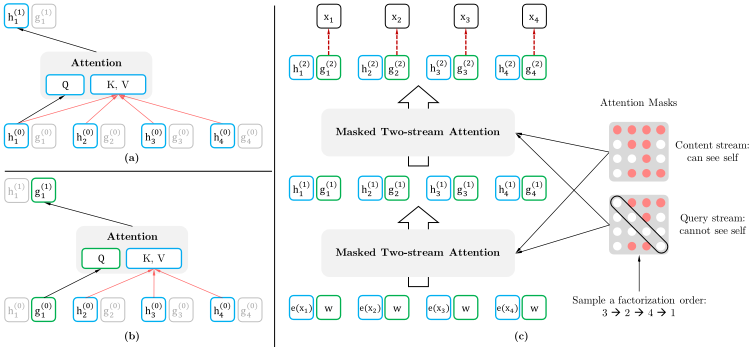 h₁⁽¹⁾ g₁⁽¹⁾
Attention
Q K, V
h₁⁽⁰⁾ g₁⁽⁰⁾ h₂⁽⁰⁾ g₂⁽⁰⁾ h₃⁽⁰⁾ g₃⁽⁰⁾ h₄⁽⁰⁾ g₄⁽⁰⁾
(a)
h₁⁽¹⁾ g₁⁽¹⁾
Attention
Q K, V
h₁⁽⁰⁾ g₁⁽⁰⁾ h₂⁽⁰⁾ g₂⁽⁰⁾ h₃⁽⁰⁾ g₃⁽⁰⁾ h₄⁽⁰⁾ g₄⁽⁰⁾
(b)
x₁ x₂ x₃ x₄
h₁⁽²⁾ g₁⁽²⁾ h₂⁽²⁾ g₂⁽²⁾ h₃⁽²⁾ g₃⁽²⁾ h₄⁽²⁾ g₄⁽²⁾
Masked Two-stream Attention
h₁⁽¹⁾ g₁⁽¹⁾ h₂⁽¹⁾ g₂⁽¹⁾ h₃⁽¹⁾ g₃⁽¹⁾ h₄⁽¹⁾ g₄⁽¹⁾
Masked Two-stream Attention
e(x₁) w e(x₂) w e(x₃) w e(x₄) w
(c)
Attention Masks
Content stream:
can see self
Query stream:
cannot see self
Sample a factorization order:
3 → 2 → 4 → 1